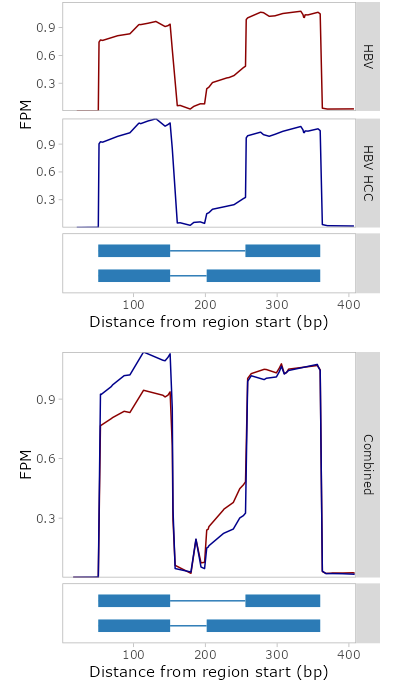 0.9
0.6
0.3
HBV
FPM
0.9
0.6
0.3
HBV HCC
100 200 300 400
Distance from region start (bp)
0.9
0.6
0.3
FPM
Combined
100 200 300 400
Distance from region start (bp)